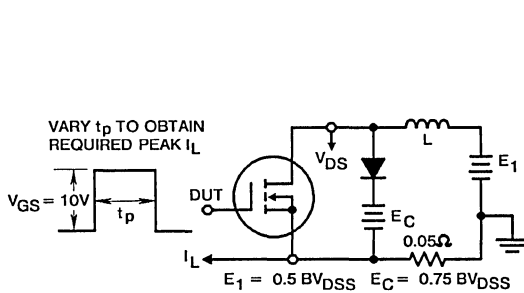 VARY tp TO OBTAIN
REQUIRED PEAK IL
VGS = 10V
tp
DUT
VDS
L
E1
EC
0.05Ω
IL
E1 = 0.5 BVDSS EC = 0.75 BVDSS